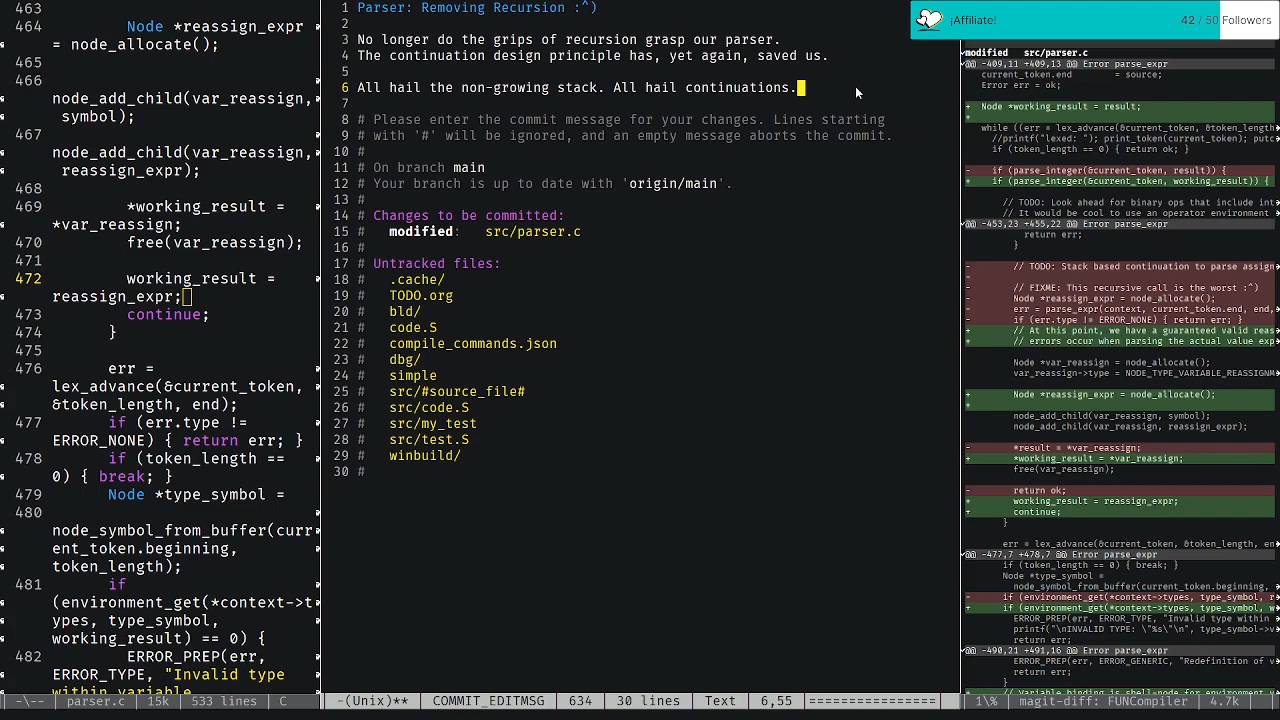 463
464 Node *reassign_expr
= node_allocate();
465
466
node_add_child(var_reassign,
symbol);
467
node_add_child(var_reassign,
reassign_expr);
468
469 *working_result =
*var_reassign;
470 free(var_reassign);
471
472 working_result =
reassign_expr;
473 continue;
474 }
475
476 err =
lex_advance(&current_token,
&token_length, end);
477 if (err.type !=
ERROR_NONE) { return err; }
478 if (token_length ==
0) { break; }
479 Node *type_symbol =
480
node_symbol_from_buffer(curr
ent_token.beginning,
token_length);
481 if
(environment_get(*context->t
ypes, type_symbol,
working_result) == 0) {
482 ERROR_PREP(err,
ERROR_TYPE, "Invalid type
within variable
-\-- parser.c 15k 533 lines C
1 Parser: Removing Recursion :^)
2
3 No longer do the grips of recursion grasp our parser.
4 The continuation design principle has, yet again, saved us.
5
6 All hail the non-growing stack. All hail continuations.
7
8 # Please enter the commit message for your changes. Lines starting
9 # with '#' will be ignored, and an empty message aborts the commit.
10 #
11 # On branch main
12 # Your branch is up to date with 'origin/main'.
13 #
14 # Changes to be committed:
15 # modified: src/parser.c
16 #
17 # Untracked files:
18 # .cache/
19 # TODO.org
20 # bld/
21 # code.S
22 # compile_commands.json
23 # dbg/
24 # simple
25 # src/#source_file#
26 # src/code.S
27 # src/my_test
28 # src/test.S
29 # winbuild/
30 #
-(Unix)** COMMIT_EDITMSG 634 30 lines Text 6,55 ================
¡Affiliate! 42 / 50 Followers
modified src/parser.c
@@ -409,11 +409,13 @@ Error parse_expr
current_token.end = source;
Error err = ok;
+ Node *working_result = result;
+
while ((err = lex_advance(&current_token, &token_length
//printf("lexed: "); print_token(current_token); putc
if (token_length == 0) { return ok; }
- if (parse_integer(&current_token, result)) {
+ if (parse_integer(&current_token, working_result)) {
// TODO: Look ahead for binary ops that include int
// It would be cool to use an operator environment
@@ -453,23 +455,22 @@ Error parse_expr
return err;
}
- // TODO: Stack based continuation to parse assign
-
- // FIXME: This recursive call is the worst :^)
- Node *reassign_expr = node_allocate();
- err = parse_expr(context, current_token.end, end,
- if (err.type != ERROR_NONE) { return err; }
+ // At this point, we have a guaranteed valid reas
+ // errors occur when parsing the actual value exp
Node *var_reassign = node_allocate();
var_reassign->type = NODE_TYPE_VARIABLE_REASSIGNM
+ Node *reassign_expr = node_allocate();
+
node_add_child(var_reassign, symbol);
node_add_child(var_reassign, reassign_expr);
- *result = *var_reassign;
+ *working_result = *var_reassign;
free(var_reassign);
- return ok;
+ working_result = reassign_expr;
+ continue;
}
err = lex_advance(&current_token, &token_length, en
@@ -477,7 +478,7 @@ Error parse_expr
if (token_length == 0) { break; }
Node *type_symbol =
node_symbol_from_buffer(current_token.beginning,
- if (environment_get(*context->types, type_symbol, r
+ if (environment_get(*context->types, type_symbol, w
ERROR_PREP(err, ERROR_TYPE, "Invalid type within
printf("\nINVALID TYPE: \"%s\"\n", type_symbol->v
return err;
@@ -490,21 +491,16 @@ Error parse_expr
ERROR_PREP(err, ERROR_GENERIC, "Redefinition of v
return err;
}
+ // Variable binding is shell-node for environment v
1\% magit-diff: FUNCompiler 4.7k